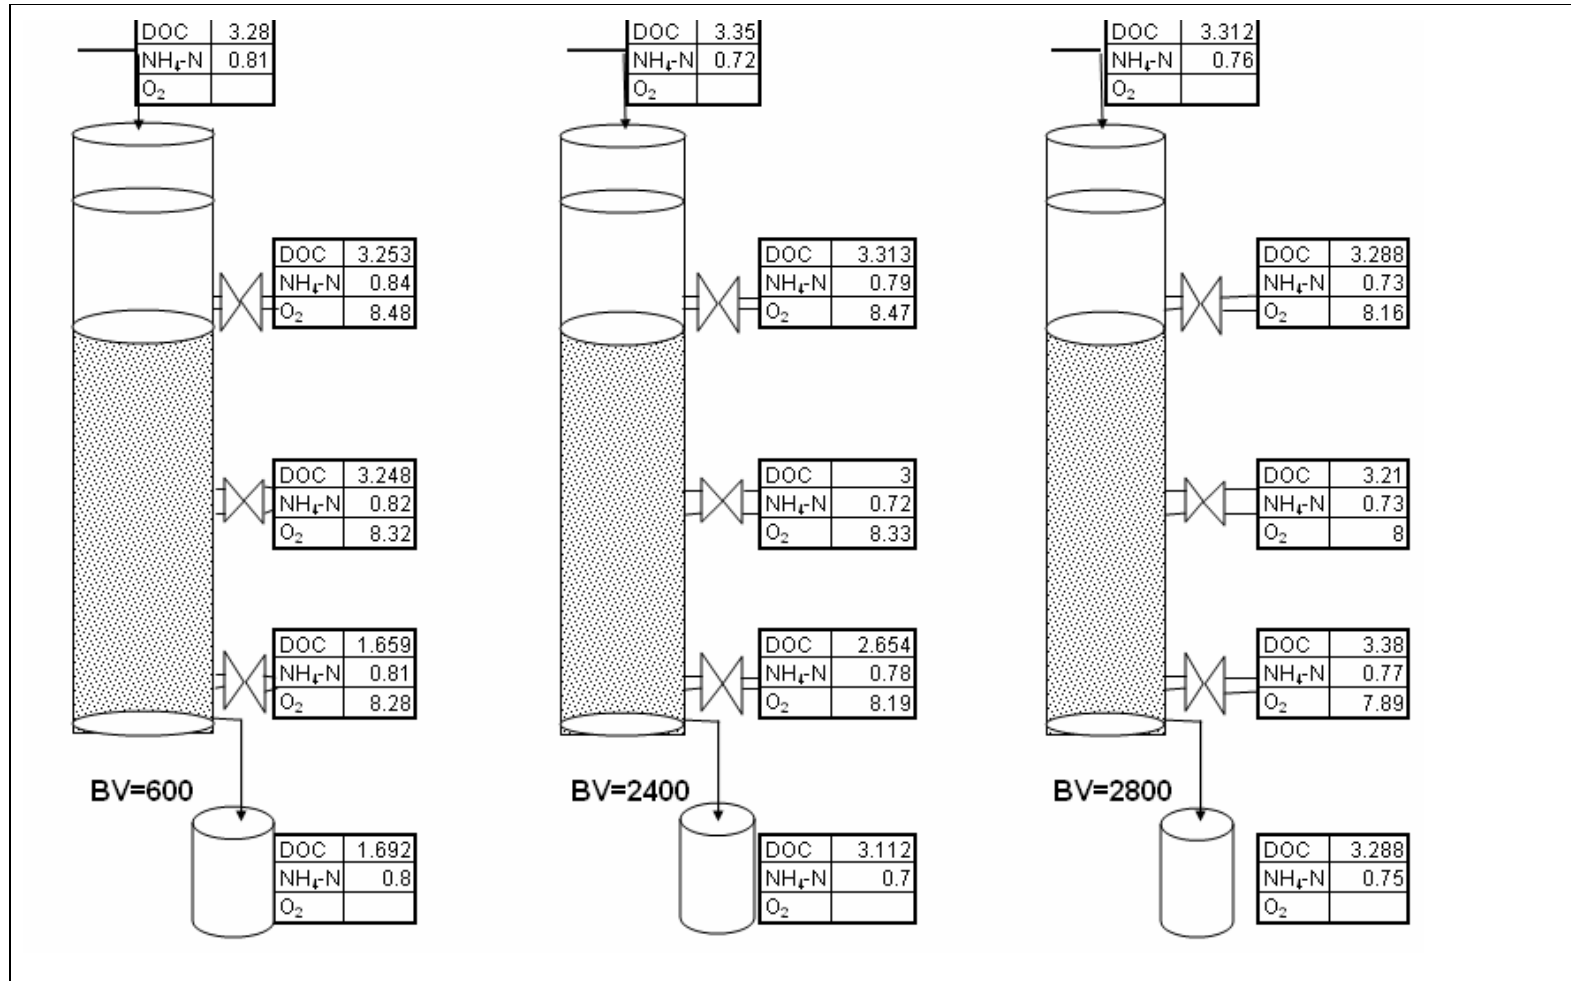 DOC 3.28
NH₄-N 0.81
O₂
DOC 3.253
NH₄-N 0.84
O₂ 8.48
DOC 3.248
NH₄-N 0.82
O₂ 8.32
DOC 1.659
NH₄-N 0.81
O₂ 8.28
BV=600
DOC 1.692
NH₄-N 0.8
O₂
DOC 3.35
NH₄-N 0.72
O₂
DOC 3.313
NH₄-N 0.79
O₂ 8.47
DOC 3
NH₄-N 0.72
O₂ 8.33
DOC 2.654
NH₄-N 0.78
O₂ 8.19
BV=2400
DOC 3.112
NH₄-N 0.7
O₂
DOC 3.312
NH₄-N 0.76
O₂
DOC 3.288
NH₄-N 0.73
O₂ 8.16
DOC 3.21
NH₄-N 0.73
O₂ 8
DOC 3.38
NH₄-N 0.77
O₂ 7.89
BV=2800
DOC 3.288
NH₄-N 0.75
O₂